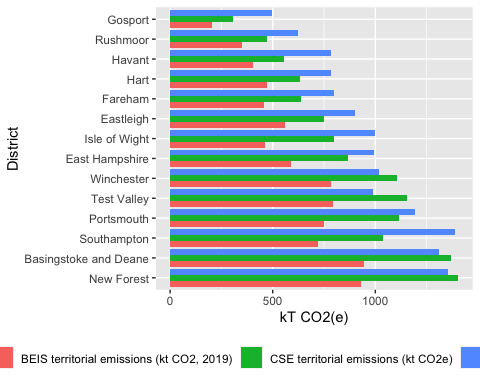 Gosport
Rushmoor
Havant
Hart
Fareham
Eastleigh
Isle of Wight
East Hampshire
Winchester
Test Valley
Portsmouth
Southampton
Basingstoke and Deane
New Forest
District
0 500 1000
kT CO2(e)
BEIS territorial emissions (kt CO2, 2019) CSE territorial emissions (kt CO2e)